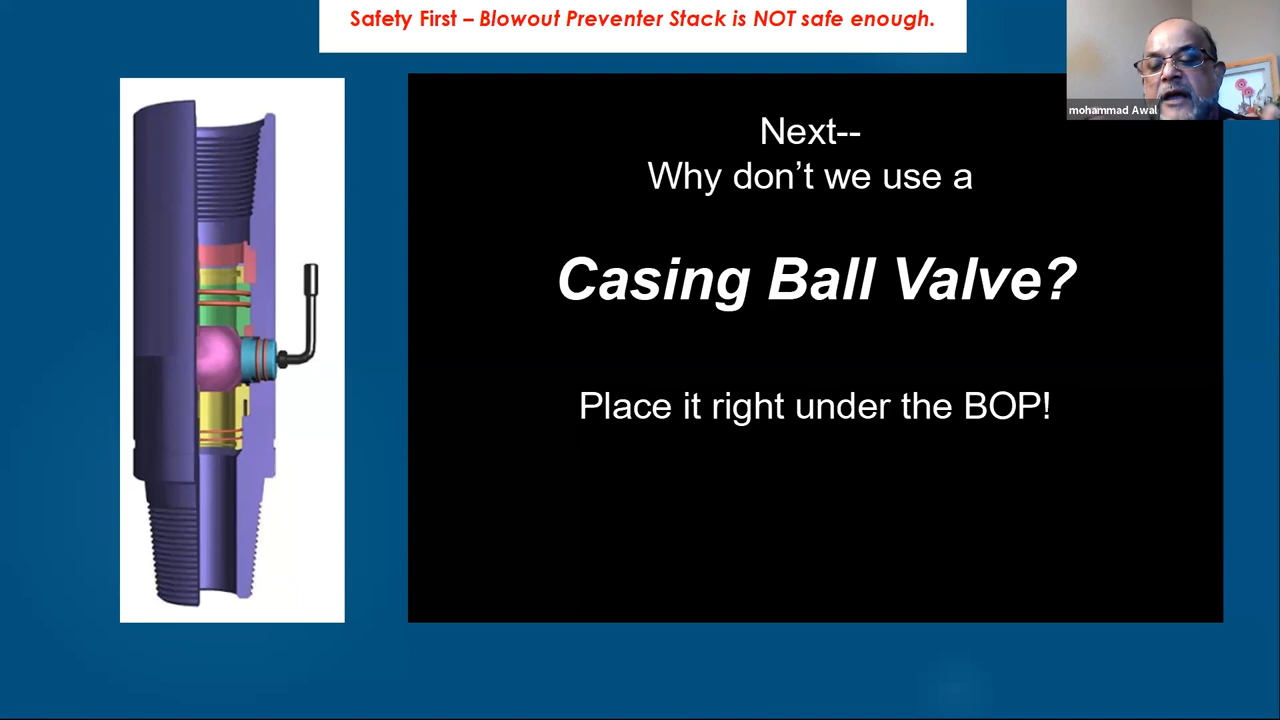 Safety First – Blowout Preventer Stack is NOT safe enough.
mohammad Awal
Next--
Why don’t we use a
Casing Ball Valve?
Place it right under the BOP!